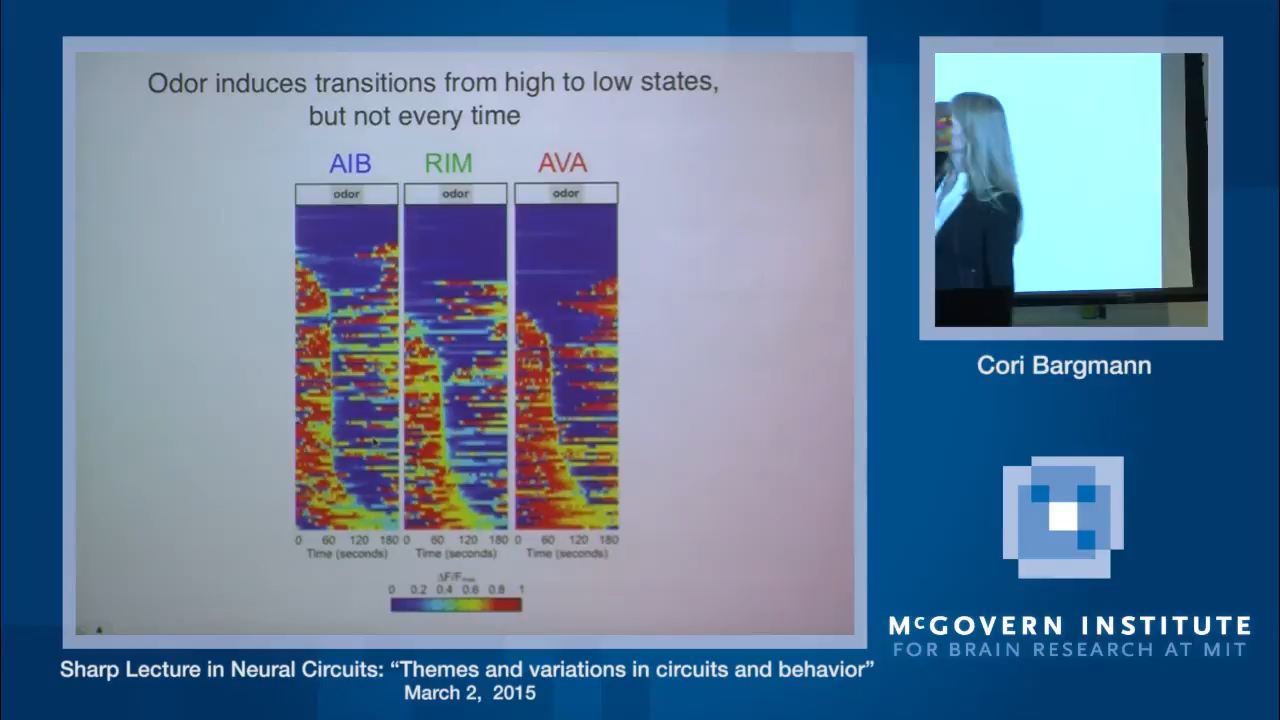 Odor induces transitions from high to low states,
but not every time
AIB RIM AVA
odor odor odor
0 60 120 180 0 60 120 180 0 60 120 180
Time (seconds) Time (seconds) Time (seconds)
ΔF/Fmax
0 0.2 0.4 0.6 0.8 1
Cori Bargmann
McGOVERN INSTITUTE
FOR BRAIN RESEARCH AT MIT
Sharp Lecture in Neural Circuits: “Themes and variations in circuits and behavior”
March 2, 2015